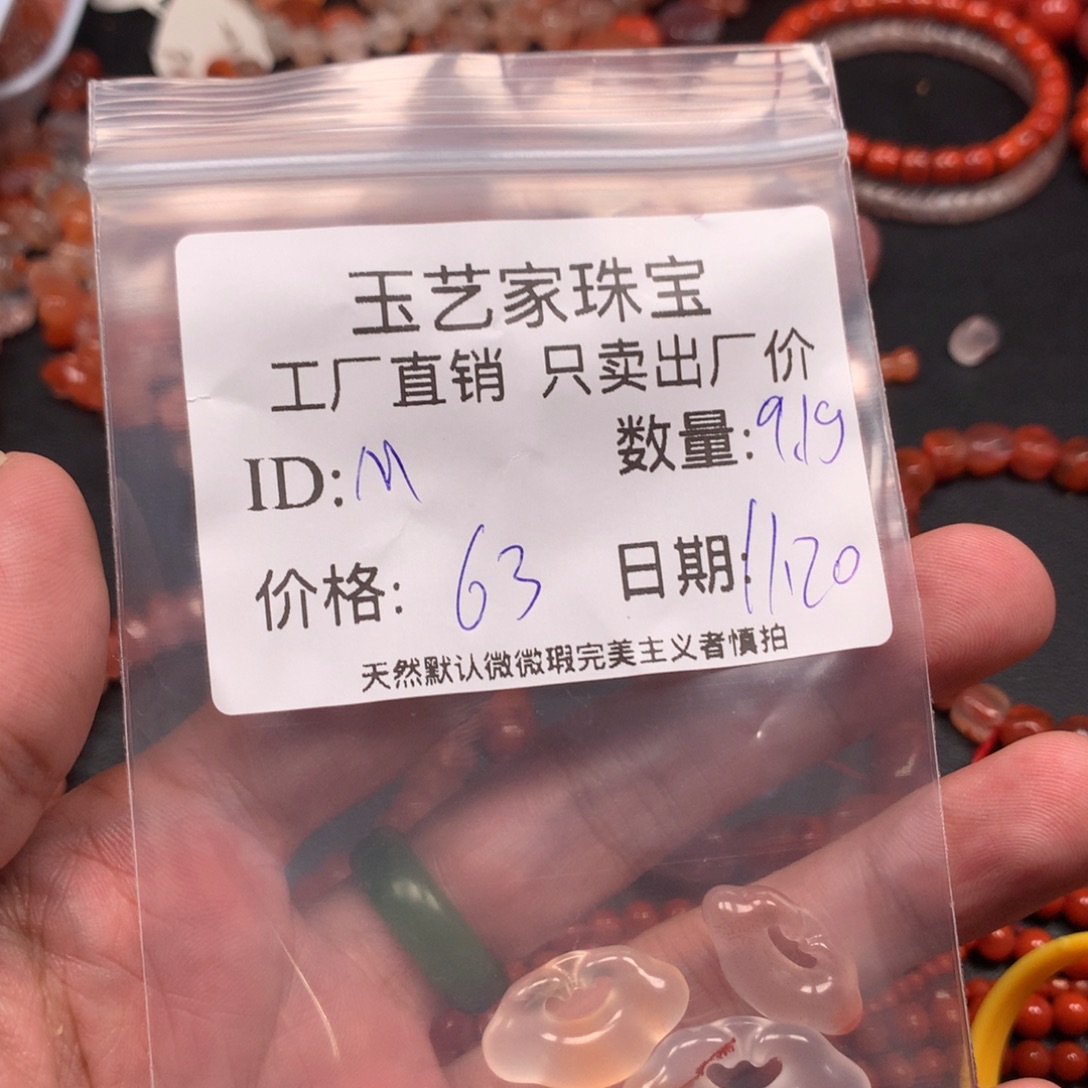 玉艺家珠宝
工厂直销 只卖出厂价
ID:M 数量:9.1g
价格: 63 日期:11.20
天然默认微微瑕完美主义者慎拍